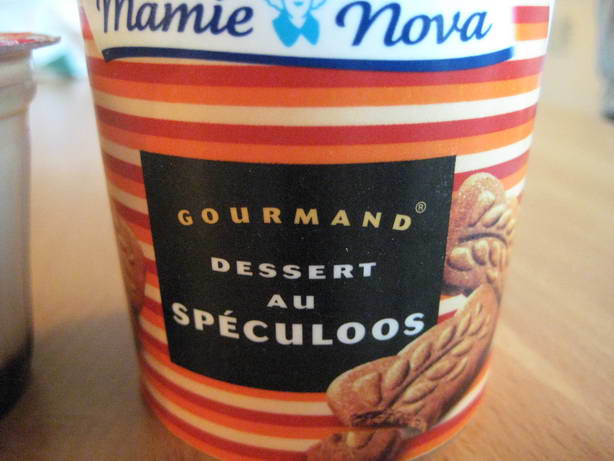 Mamie Nova
GOURMAND®
DESSERT
AU
SPÉCULOOS